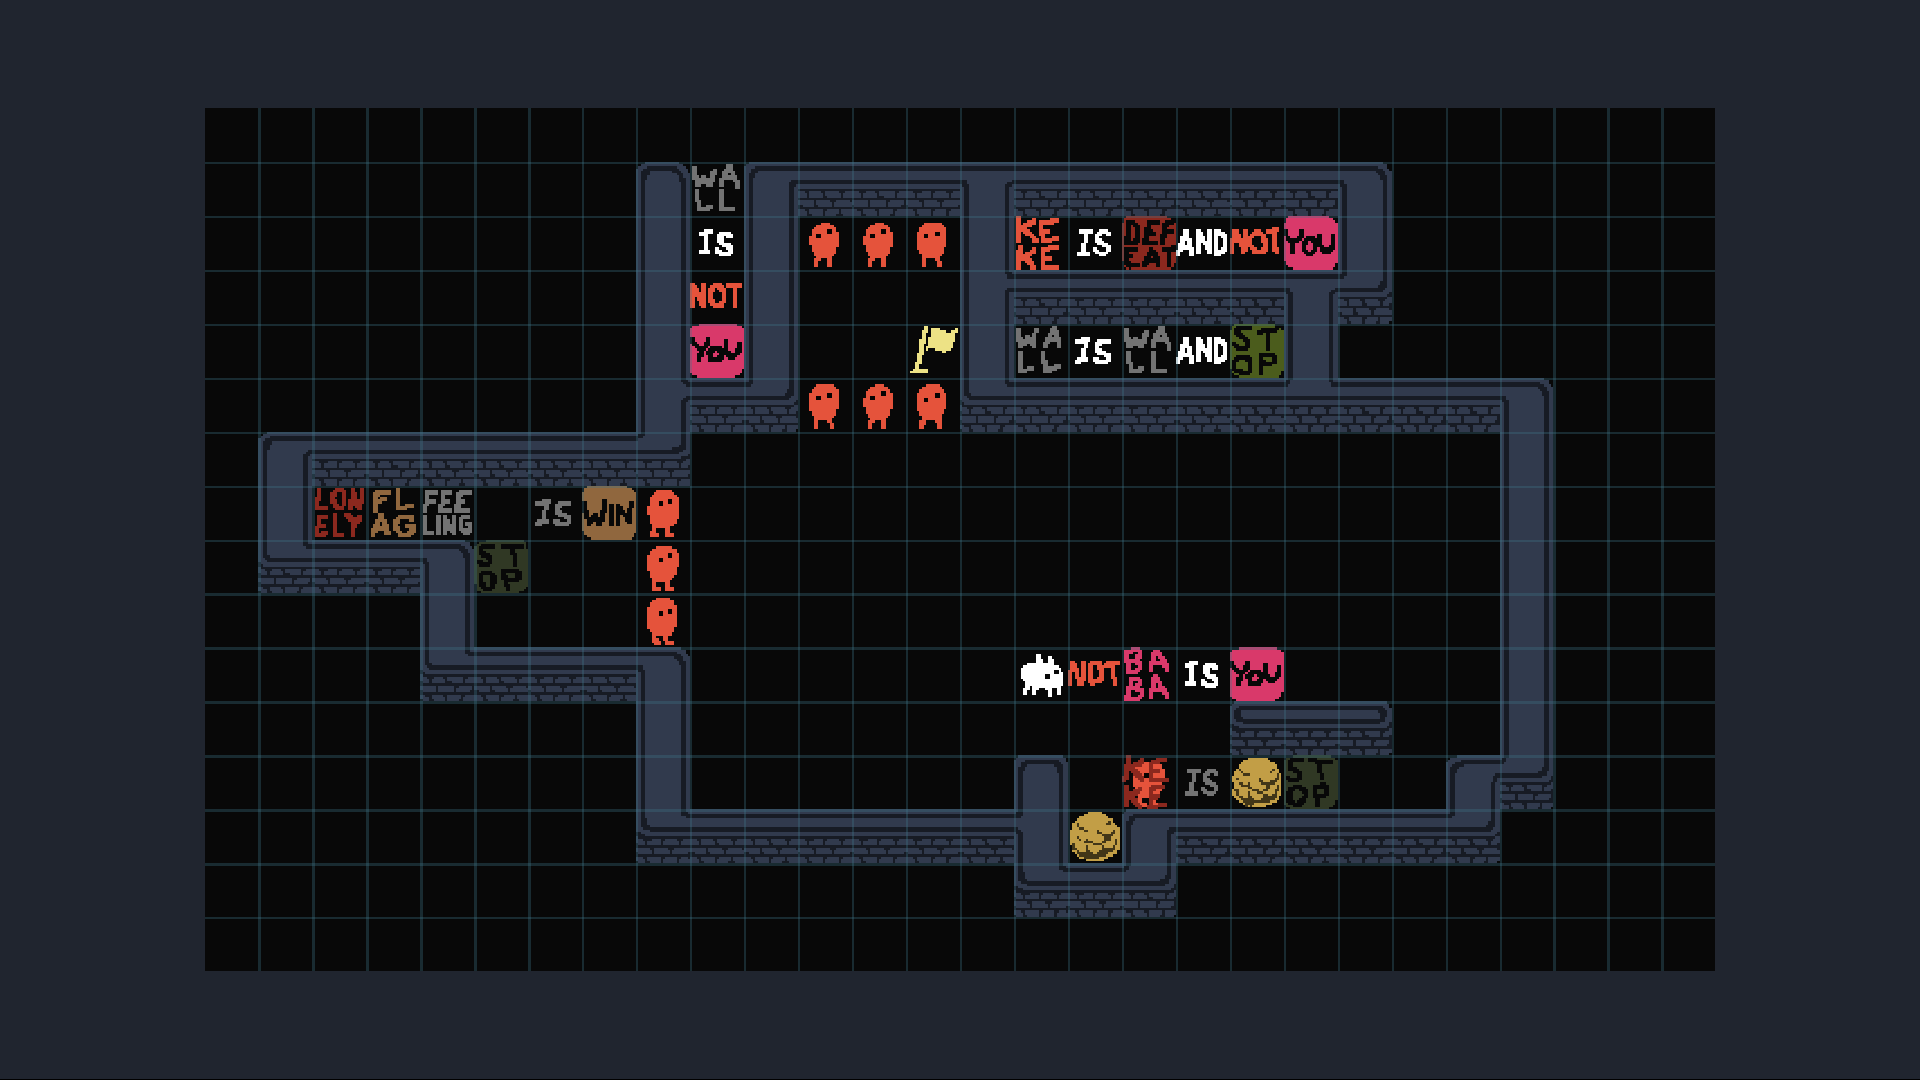 WALL
IS
NOT
YOU
KEKE IS DEFEAT AND NOT YOU
WALL IS WALL AND STOP
LONELY FLAG FEELING IS WIN
STOP
NOT BABA IS YOU
KEKE IS STOP